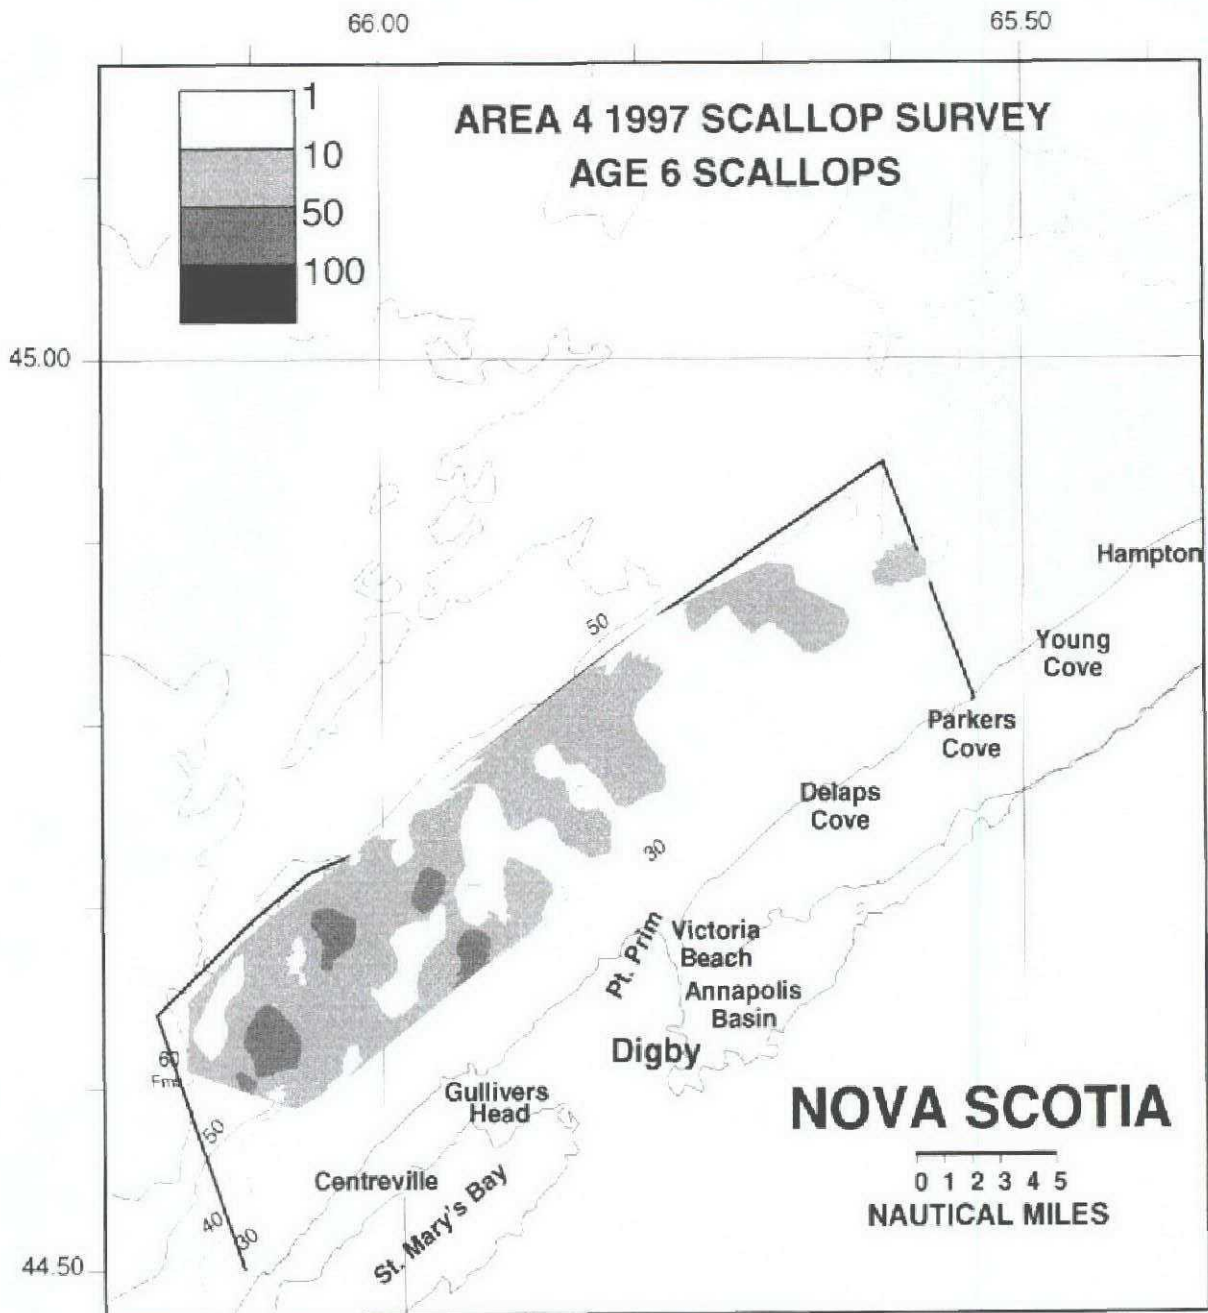 66.00
65.50
1
10
50
100
AREA 4 1997 SCALLOP SURVEY
AGE 6 SCALLOPS
45.00
Hampton
50
Young
Cove
Parkers
Cove
Delaps
Cove
30
Pt. Prim
Victoria
Beach
Annapolis
Basin
Digby
60
Fms
Gullivers
Head
NOVA SCOTIA
50
0 1 2 3 4 5
NAUTICAL MILES
Centreville
St. Mary's Bay
40
30
44.50